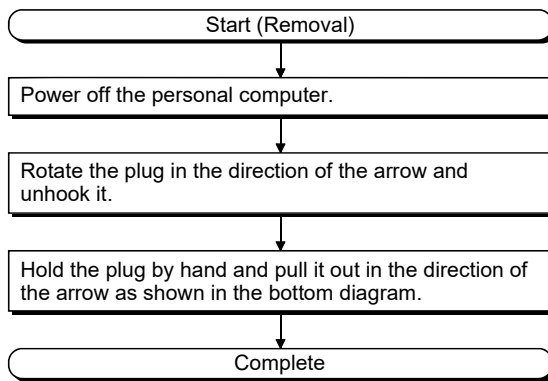 Start (Removal)
Power off the personal computer.
Rotate the plug in the direction of the arrow and
unhook it.
Hold the plug by hand and pull it out in the direction of
the arrow as shown in the bottom diagram.
Complete